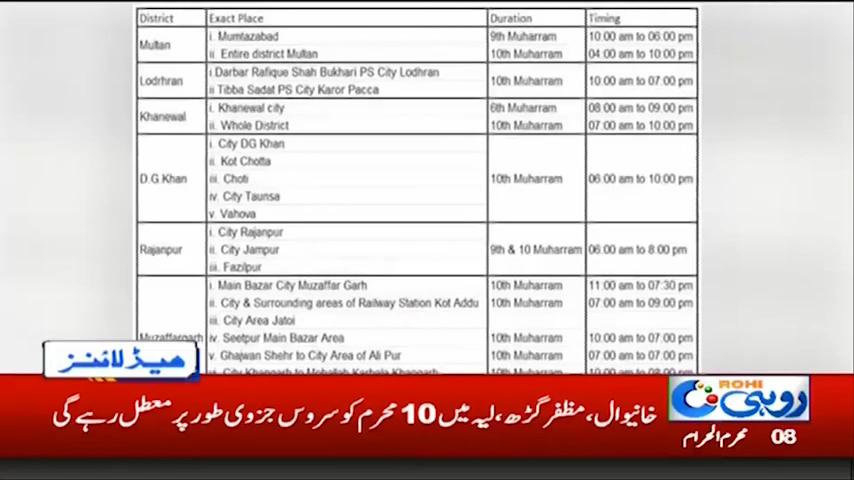 District Exact Place Duration Timing
Multan i. Mumtazabad 9th Muharram 10:00 am to 06:00 pm
ii. Entire district Multan 10th Muharram 04:00 am to 10:00 pm
Lodrhran i.Darbar Rafique Shah Bukhari PS City Lodhran 10th Muharram 10:00 am to 07:00 pm
ii Tibba Sadat PS City Karor Pacca
Khanewal i. Khanewal city 6th Muharram 08:00 am to 09:00 pm
ii. Whole District 10th Muharram 07:00 am to 10:00 pm
D.G.Khan i. City DG Khan 10th Muharram 06:00 am to 10:00 pm
ii. Kot Chotta
iii. Choti
iv. City Taunsa
v. Vahova
Rajanpur i. City Rajanpur 9th & 10 Muharram 06:00 am to 8:00 pm
ii. City Jampur
iii. Fazilpur
Muzaffargarh i. Main Bazar City Muzaffar Garh 10th Muharram 11:00 am to 07:30 pm
ii. City & Surrounding areas of Railway Station Kot Addu 10th Muharram 07:00 am to 09:00 pm
iii. City Area Jatoi
iv. Seetpur Main Bazar Area 10th Muharram 10:00 am to 07:00 pm
v. Ghajwan Shehr to City Area of Ali Pur 10th Muharram 07:00 am to 07:00 pm
ہیڈلائنز
خانیوال، مظفرگڑھ، لیہ میں 10 محرم کو سروس جزوی طور پر معطل رہے گی
ROHI
روہی
08 محرم الحرام